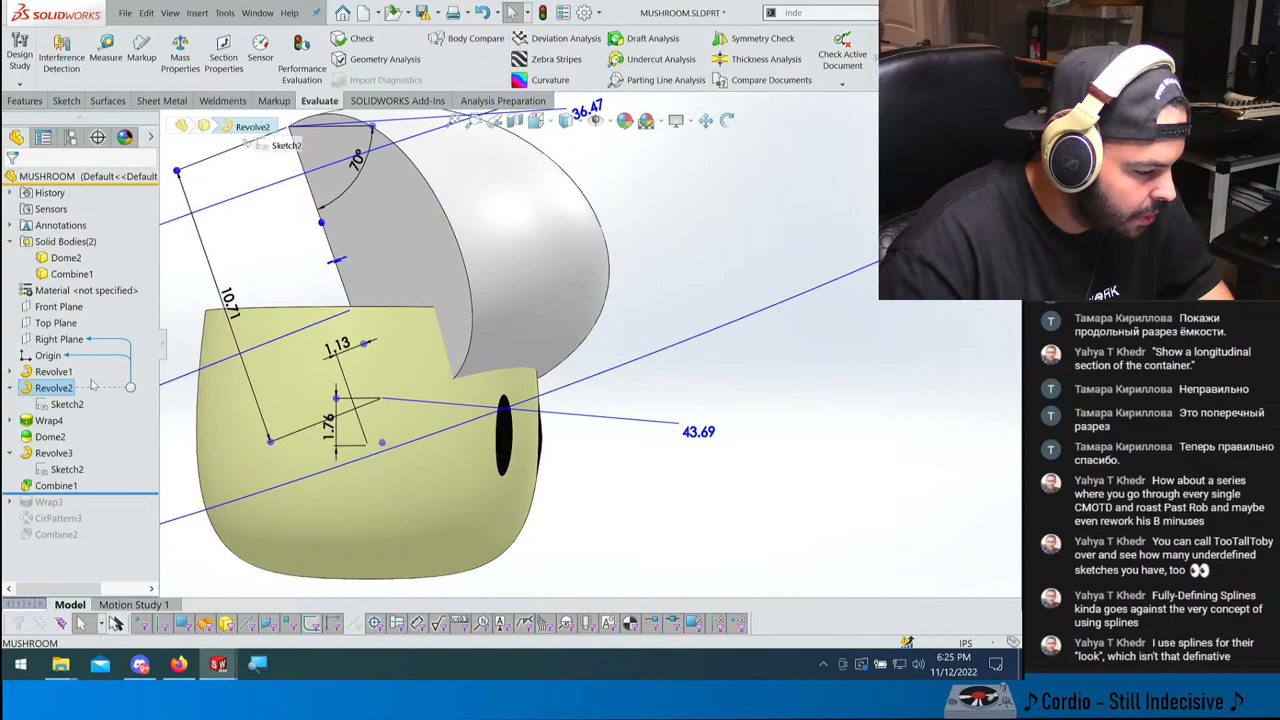 SOLIDWORKS
File
Edit
View
Insert
Tools
Window
Help
MUSHROOM.SLDPRT *
inde
Design
Study
Interference
Detection
Measure
Markup
Mass
Properties
Section
Properties
Sensor
Performance
Evaluation
Check
Geometry Analysis
Import Diagnostics
Body Compare
Deviation Analysis
Zebra Stripes
Curvature
Draft Analysis
Undercut Analysis
Parting Line Analysis
Symmetry Check
Thickness Analysis
Compare Documents
Check Active
Document
Features
Sketch
Surfaces
Sheet Metal
Weldments
Markup
Evaluate
SOLIDWORKS Add-Ins
Analysis Preparation
Revolve2
Sketch2
36.47
70°
10.71
1.13
1.76
43.69
MUSHROOM (Default<<Default
History
Sensors
Annotations
Solid Bodies(2)
Dome2
Combine1
Material <not specified>
Front Plane
Top Plane
Right Plane
Origin
Revolve1
Revolve2
Sketch2
Wrap4
Dome2
Revolve3
Sketch2
Combine1
Wrap3
CirPattern3
Combine2
Model
Motion Study 1
MUSHROOM
IPS
6:25 PM
11/12/2022
Тамара Кириллова Покажи
продольный разрез ёмкости.
Yahya T Khedr "Show a longitudinal
section of the container."
Тамара Кириллова Неправильно
Тамара Кириллова Это поперечный
разрез
Тамара Кириллова Теперь правильно
спасибо.
Yahya T Khedr How about a series
where you go through every single
CMOTD and roast Past Rob and maybe
even rework his B minuses
Yahya T Khedr You can call TooTallToby
over and see how many underdefined
sketches you have, too 👀
Yahya T Khedr Fully-Defining Splines
kinda goes against the very concept of
using splines
Yahya T Khedr I use splines for their
"look", which isn't that definative
♪ Cordio - Still Indecisive ♪